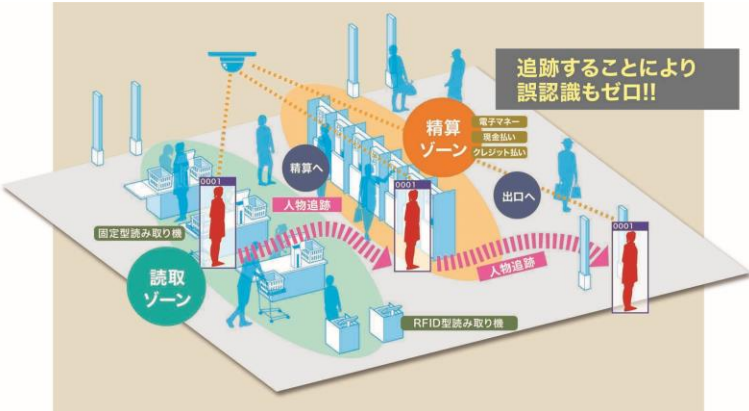 追跡することにより
誤認識もゼロ!!
精算
ゾーン
電子マネー
現金払い
クレジット払い
精算へ
0001
人物追跡
0001
出口へ
0001
人物追跡
固定型読み取り機
読取
ゾーン
RFID型読み取り機